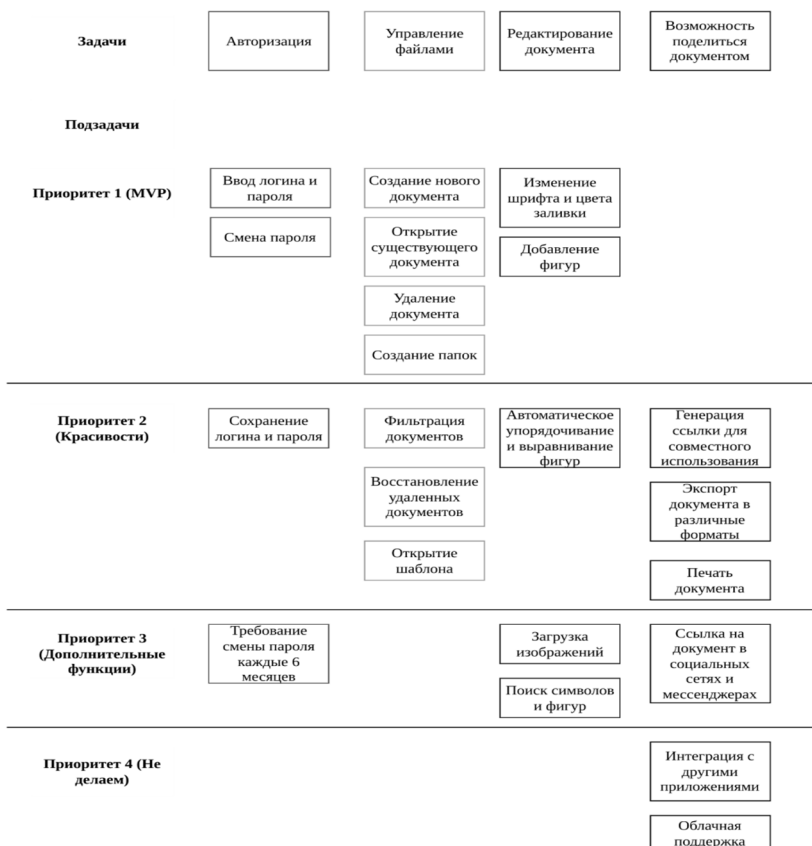 Задачи
Авторизация
Управление
файлами
Редактирование
документа
Возможность
поделиться
документом
Подзадачи
Приоритет 1 (MVP)
Ввод логина и
пароля
Смена пароля
Создание нового
документа
Открытие
существующего
документа
Удаление
документа
Создание папок
Изменение
шрифта и цвета
заливки
Добавление
фигур
Приоритет 2
(Красивости)
Сохранение
логина и пароля
Фильтрация
документов
Восстановление
удаленных
документов
Открытие
шаблона
Автоматическое
упорядочивание
и выравнивание
фигур
Генерация
ссылки для
совместного
использования
Экспорт
документа в
различные
форматы
Печать
документа
Приоритет 3
(Дополнительные
функции)
Требование
смены пароля
каждые 6
месяцев
Загрузка
изображений
Поиск символов
и фигур
Ссылка на
документ в
социальных
сетях и
мессенджерах
Приоритет 4 (Не
делаем)
Интеграция с
другими
приложениями
Облачная
поддержка